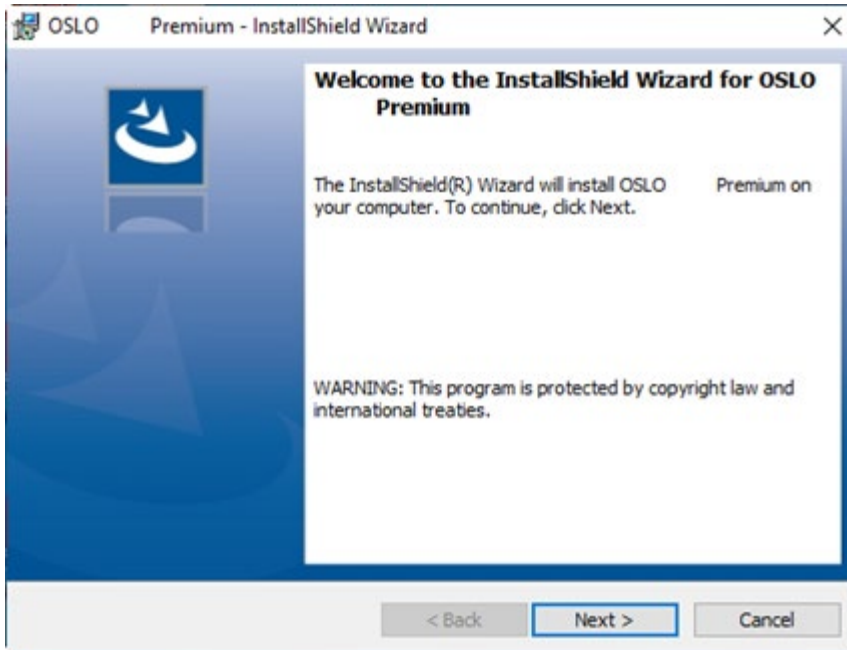 OSLO Premium - InstallShield Wizard
Welcome to the InstallShield Wizard for OSLO
Premium
The InstallShield(R) Wizard will install OSLO Premium on
your computer. To continue, click Next.
WARNING: This program is protected by copyright law and
international treaties.
< Back Next > Cancel